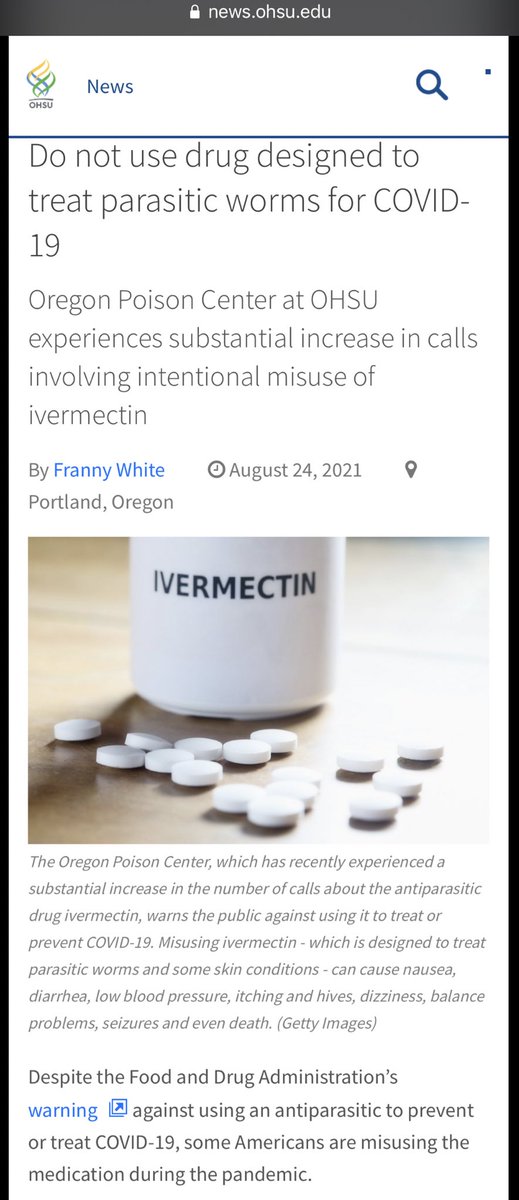 news.ohsu.edu
OHSU
News
Do not use drug designed to
treat parasitic worms for COVID-
19
Oregon Poison Center at OHSU
experiences substantial increase in calls
involving intentional misuse of
ivermectin
By Franny White August 24, 2021
Portland, Oregon
IVERMECTIN
The Oregon Poison Center, which has recently experienced a
substantial increase in the number of calls about the antiparasitic
drug ivermectin, warns the public against using it to treat or
prevent COVID-19. Misusing ivermectin - which is designed to treat
parasitic worms and some skin conditions - can cause nausea,
diarrhea, low blood pressure, itching and hives, dizziness, balance
problems, seizures and even death. (Getty Images)
Despite the Food and Drug Administration’s
warning against using an antiparasitic to prevent
or treat COVID-19, some Americans are misusing the
medication during the pandemic.